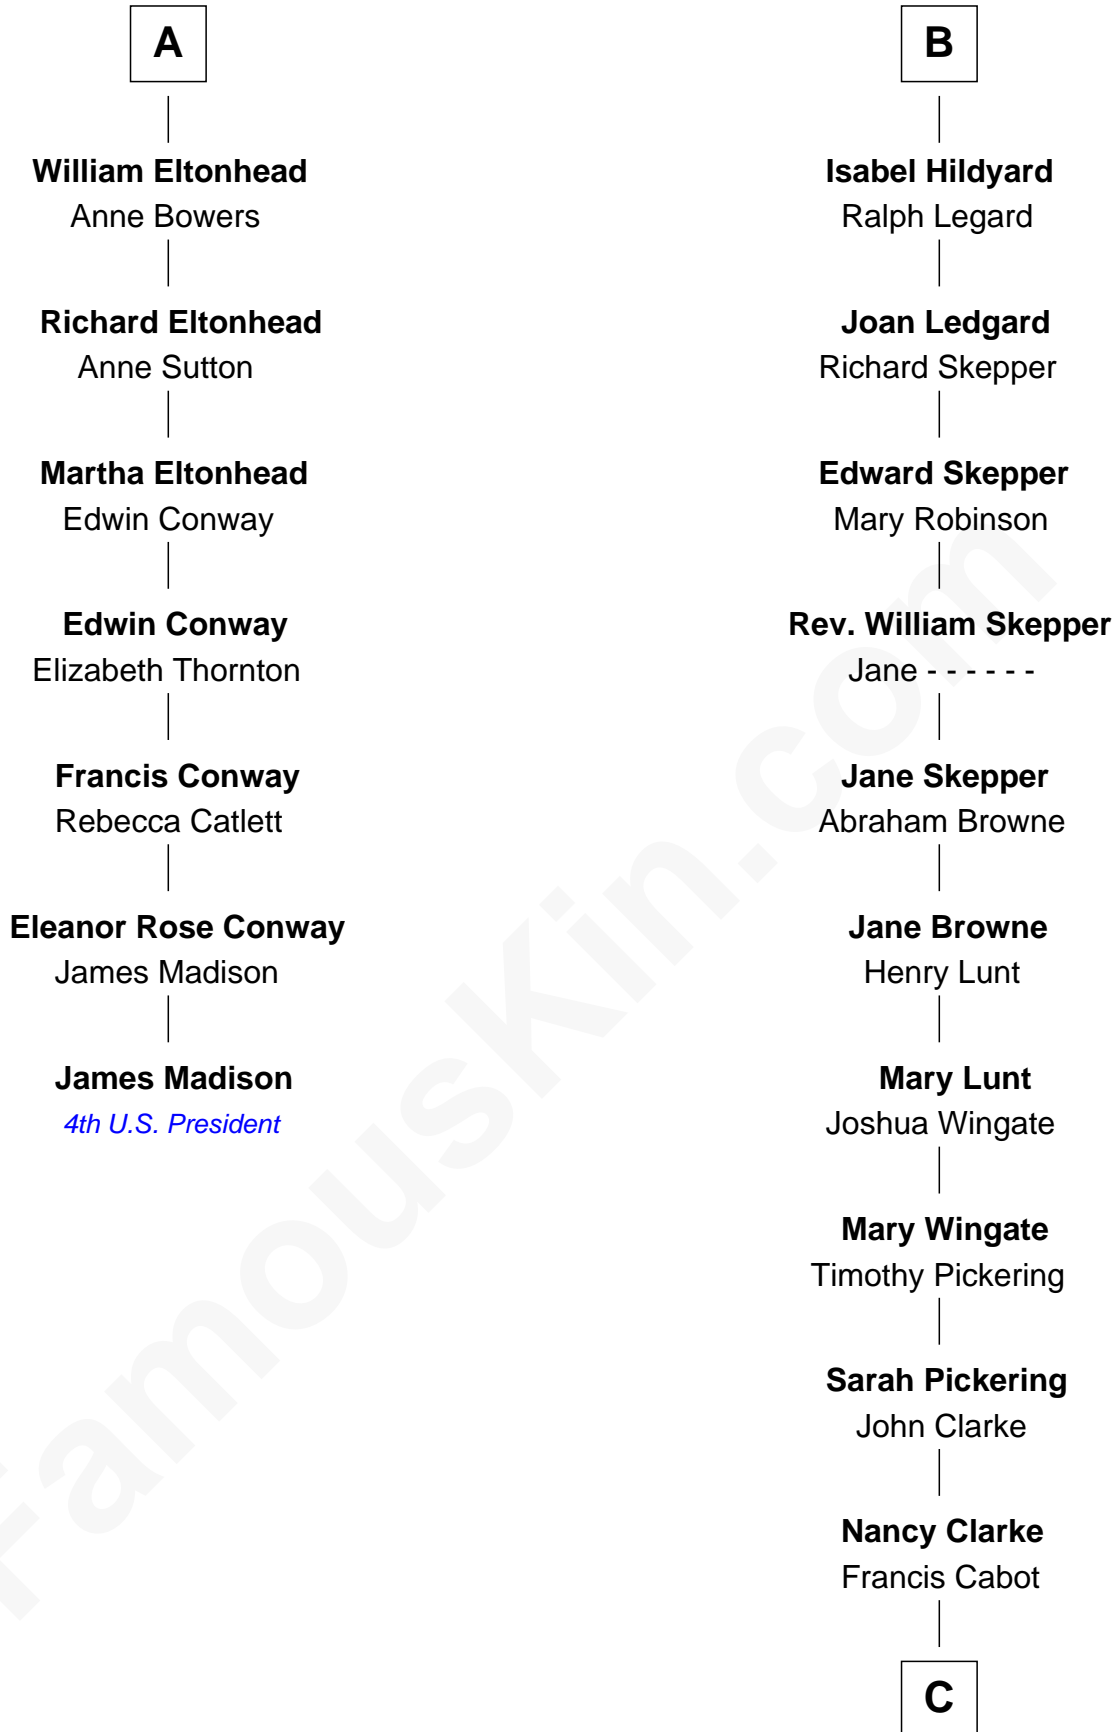 A
William Eltonhead
Anne Bowers
Richard Eltonhead
Anne Sutton
Martha Eltonhead
Edwin Conway
Edwin Conway
Elizabeth Thornton
Francis Conway
Rebecca Catlett
Eleanor Rose Conway
James Madison
James Madison
4th U.S. President
B
Isabel Hildyard
Ralph Legard
Joan Ledgard
Richard Skepper
Edward Skepper
Mary Robinson
Rev. William Skepper
Jane - - - - - -
Jane Skepper
Abraham Browne
Jane Browne
Henry Lunt
Mary Lunt
Joshua Wingate
Mary Wingate
Timothy Pickering
Sarah Pickering
John Clarke
Nancy Clarke
Francis Cabot
C
FamousKin.com